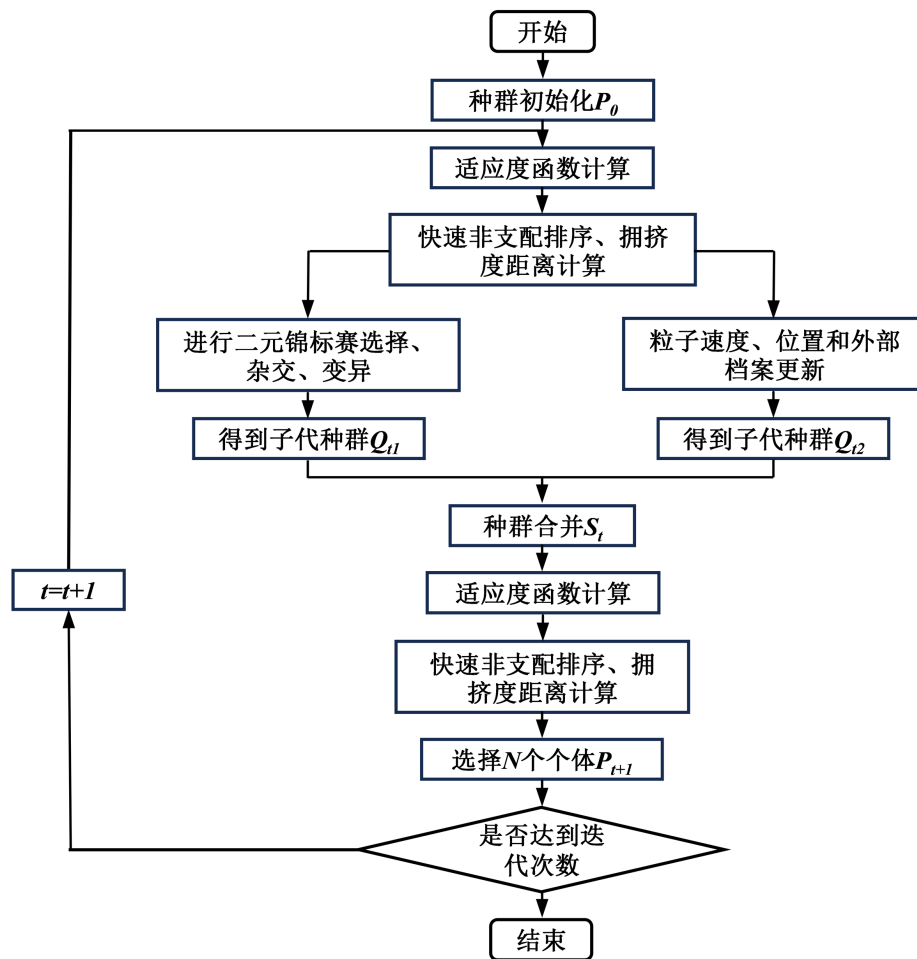 开始
种群初始化P₀
适应度函数计算
快速非支配排序、拥挤
度距离计算
进行二元锦标赛选择、
杂交、变异
粒子速度、位置和外部
档案更新
得到子代种群Qt1
得到子代种群Qt2
种群合并St
t=t+1
适应度函数计算
快速非支配排序、拥
挤度距离计算
选择N个个体Pt+1
是否达到迭
代次数
结束